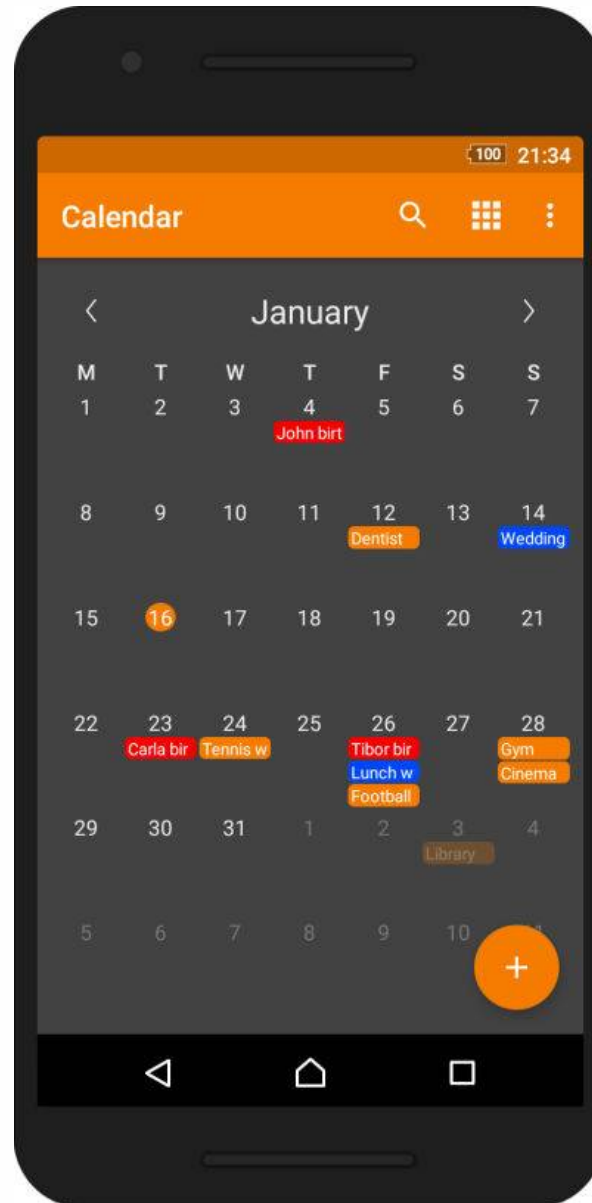 100 21:34
Calendar
January
M T W T F S S
1 2 3 4 5 6 7
John birt
8 9 10 11 12 13 14
Dentist Wedding
15 16 17 18 19 20 21
22 23 24 25 26 27 28
Carla bir Tennis w Tibor bir Gym
Lunch w Cinema
Football
29 30 31 1 2 3 4
Library
5 6 7 8 9 10